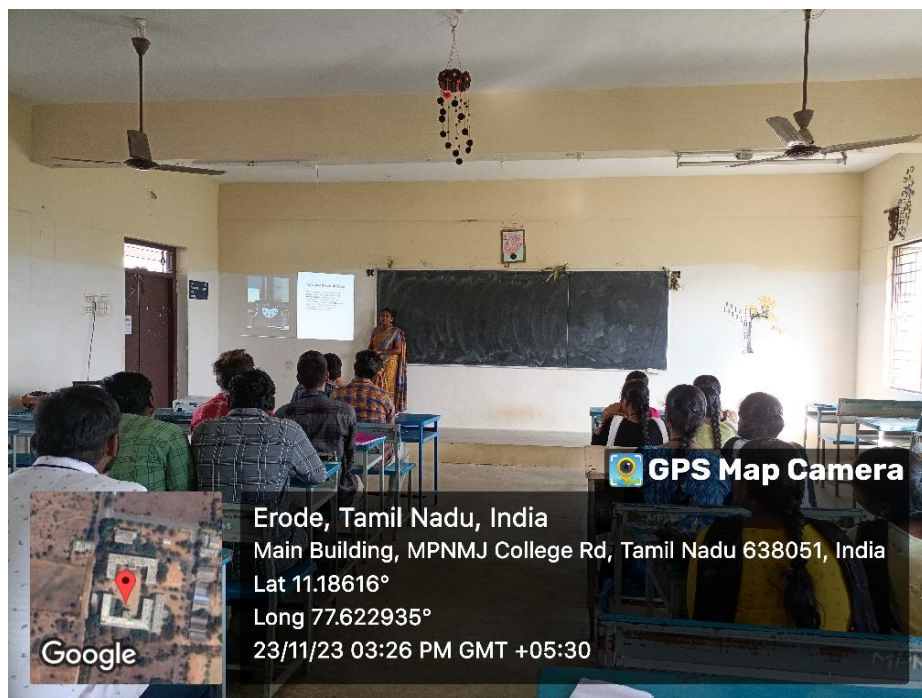 GPS Map Camera
Erode, Tamil Nadu, India
Main Building, MPNMJ College Rd, Tamil Nadu 638051, India
Lat 11.18616°
Long 77.622935°
23/11/23 03:26 PM GMT +05:30
Google